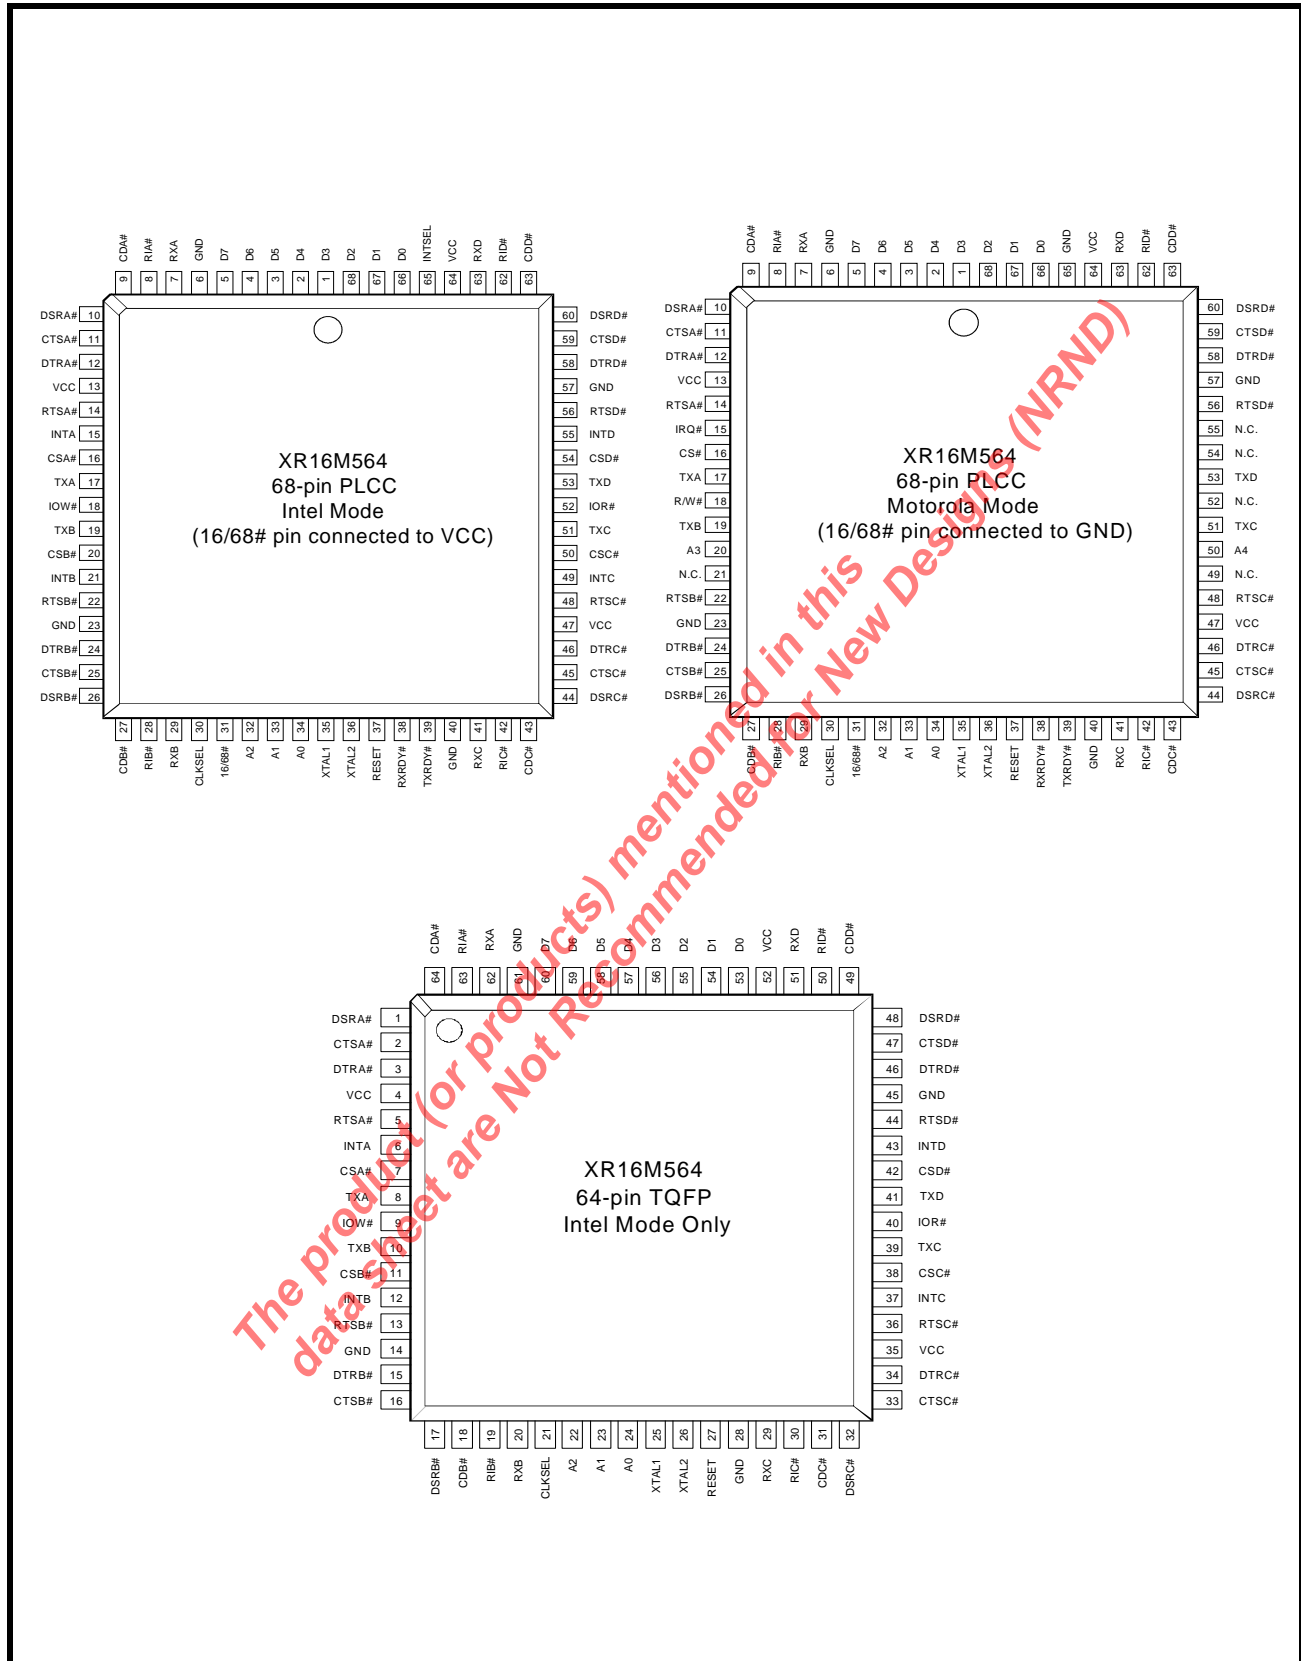 CDA# RIA# RXA GND D7 D6 D5 D4 D3 D2 D1 D0 INTSEL VCC RXD RID# CDD#
9 8 7 6 5 4 3 2 1 68 67 66 65 64 63 62 63
DSRA# 10 60 DSRD#
CTSA# 11 59 CTSD#
DTRA# 12 58 DTRD#
VCC 13 57 GND
RTSA# 14 56 RTSD#
INTA 15 55 INTD
CSA# 16 54 CSD#
TXA 17 53 TXD
IOW# 18 52 IOR#
TXB 19 51 TXC
CSB# 20 50 CSC#
INTB 21 49 INTC
RTSB# 22 48 RTSC#
GND 23 47 VCC
DTRB# 24 46 DTRC#
CTSB# 25 45 CTSC#
DSRB# 26 44 DSRC#
XR16M564
68-pin PLCC
Intel Mode
(16/68# pin connected to VCC)
27 28 29 30 31 32 33 34 35 36 37 38 39 40 41 42 43
CDB# RIB# RXB CLKSEL 16/68# A2 A1 A0 XTAL1 XTAL2 RESET RXRDY# TXRDY# GND RXC RIC# CDC#
CDA# RIA# RXA GND D7 D6 D5 D4 D3 D2 D1 D0 GND VCC RXD RID# CDD#
9 8 7 6 5 4 3 2 1 68 67 66 65 64 63 62 63
DSRA# 10 60 DSRD#
CTSA# 11 59 CTSD#
DTRA# 12 58 DTRD#
VCC 13 57 GND
RTSA# 14 56 RTSD#
IRQ# 15 55 N.C.
CS# 16 54 N.C.
TXA 17 53 TXD
R/W# 18 52 N.C.
TXB 19 51 TXC
A3 20 50 A4
N.C. 21 49 N.C.
RTSB# 22 48 RTSC#
GND 23 47 VCC
DTRB# 24 46 DTRC#
CTSB# 25 45 CTSC#
DSRB# 26 44 DSRC#
XR16M564
68-pin PLCC
Motorola Mode
(16/68# pin connected to GND)
27 28 29 30 31 32 33 34 35 36 37 38 39 40 41 42 43
CDB# RIB# RXB CLKSEL 16/68# A2 A1 A0 XTAL1 XTAL2 RESET RXRDY# TXRDY# GND RXC RIC# CDC#
CDA# RIA# RXA GND D7 D6 D5 D4 D3 D2 D1 D0 VCC RXD RID# CDD#
64 63 62 61 60 59 58 57 56 55 54 53 52 51 50 49
DSRA# 1 48 DSRD#
CTSA# 2 47 CTSD#
DTRA# 3 46 DTRD#
VCC 4 45 GND
RTSA# 5 44 RTSD#
INTA 6 43 INTD
CSA# 7 42 CSD#
TXA 8 41 TXD
IOW# 9 40 IOR#
TXB 10 39 TXC
CSB# 11 38 CSC#
INTB 12 37 INTC
RTSB# 13 36 RTSC#
GND 14 35 VCC
DTRB# 15 34 DTRC#
CTSB# 16 33 CTSC#
XR16M564
64-pin TQFP
Intel Mode Only
17 18 19 20 21 22 23 24 25 26 27 28 29 30 31 32
DSRB# CDB# RIB# RXB CLKSEL A2 A1 A0 XTAL1 XTAL2 RESET GND RXC RIC# CDC# DSRC#
The product (or products) mentioned in this
data sheet are Not Recommended for New Designs (NRND)